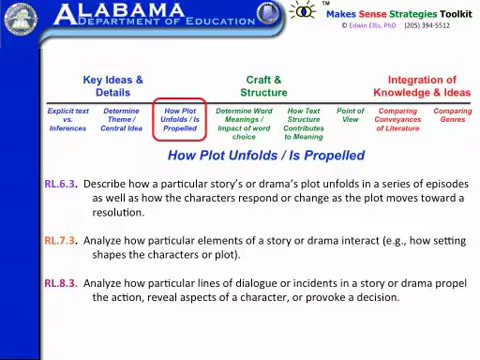 ALABAMA
DEPARTMENT OF EDUCATION
TM
Makes Sense Strategies Toolkit
© Edwin Ellis, PhD (205) 394-5512
Key Ideas &
Details
Craft &
Structure
Integration of
Knowledge & Ideas
Explicit text
vs.
Inferences
Determine
Theme /
Central Idea
How Plot
Unfolds / Is
Propelled
Determine Word
Meanings /
Impact of word
choice
How Text
Structure
Contributes
to Meaning
Point of
View
Comparing
Conveyances
of Literature
Comparing
Genres
How Plot Unfolds / Is Propelled
RL.6.3. Describe how a particular story's or drama's plot unfolds in a series of episodes
as well as how the characters respond or change as the plot moves toward a
resolution.
RL.7.3. Analyze how particular elements of a story or drama interact (e.g., how setting
shapes the characters or plot).
RL.8.3. Analyze how particular lines of dialogue or incidents in a story or drama propel
the action, reveal aspects of a character, or provoke a decision.